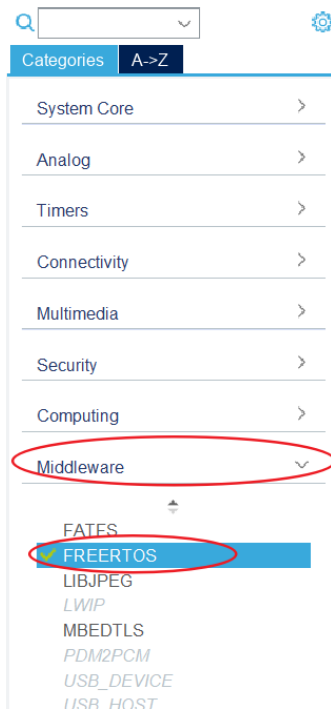 Categories
A->Z
System Core
Analog
Timers
Connectivity
Multimedia
Security
Computing
Middleware
FATFS
FREERTOS
LIBJPEG
LWIP
MBEDTLS
PDM2PCM
USB_DEVICE
USB_HOST